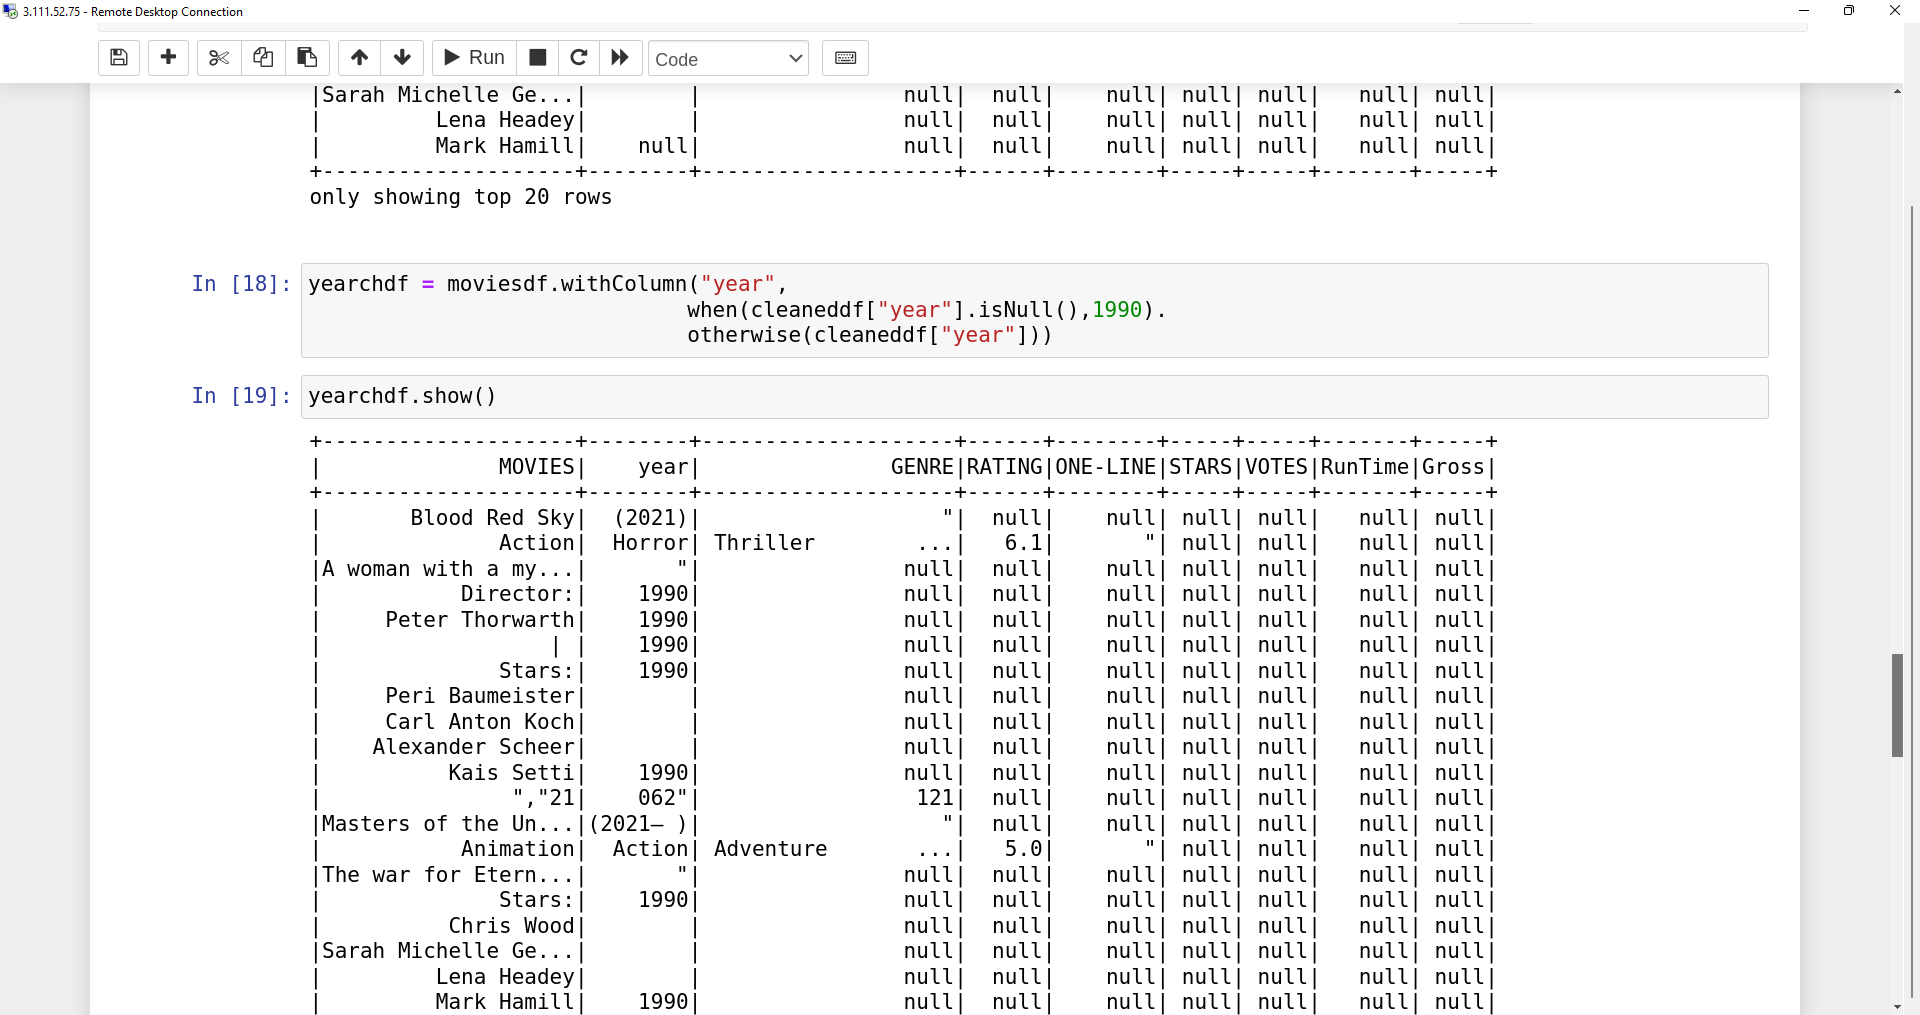 3.111.52.75 - Remote Desktop Connection
Run
Code
|Sarah Michelle Ge...|        |                null|  null|    null| null| null|   null| null|
|         Lena Headey|        |                null|  null|    null| null| null|   null| null|
|         Mark Hamill|    null|                null|  null|    null| null| null|   null| null|
+--------------------+--------+--------------------+------+--------+-----+-----+-------+-----+
only showing top 20 rows
In [18]: yearchdf = moviesdf.withColumn("year",
                              when(cleaneddf["year"].isNull(),1990).
                              otherwise(cleaneddf["year"]))
In [19]: yearchdf.show()
+--------------------+--------+--------------------+------+--------+-----+-----+-------+-----+
|              MOVIES|    year|               GENRE|RATING|ONE-LINE|STARS|VOTES|RunTime|Gross|
+--------------------+--------+--------------------+------+--------+-----+-----+-------+-----+
|       Blood Red Sky|  (2021)|                   "|  null|    null| null| null|   null| null|
|              Action|  Horror| Thriller        ...|   6.1|       "| null| null|   null| null|
|A woman with a my...|       "|                null|  null|    null| null| null|   null| null|
|           Director:|    1990|                null|  null|    null| null| null|   null| null|
|     Peter Thorwarth|    1990|                null|  null|    null| null| null|   null| null|
|                  | |    1990|                null|  null|    null| null| null|   null| null|
|              Stars:|    1990|                null|  null|    null| null| null|   null| null|
|     Peri Baumeister|        |                null|  null|    null| null| null|   null| null|
|     Carl Anton Koch|        |                null|  null|    null| null| null|   null| null|
|    Alexander Scheer|        |                null|  null|    null| null| null|   null| null|
|          Kais Setti|    1990|                null|  null|    null| null| null|   null| null|
|               ","21|    062"|                 121|  null|    null| null| null|   null| null|
|Masters of the Un...|(2021– )|                   "|  null|    null| null| null|   null| null|
|           Animation|  Action| Adventure       ...|   5.0|       "| null| null|   null| null|
|The war for Etern...|       "|                null|  null|    null| null| null|   null| null|
|              Stars:|    1990|                null|  null|    null| null| null|   null| null|
|          Chris Wood|        |                null|  null|    null| null| null|   null| null|
|Sarah Michelle Ge...|        |                null|  null|    null| null| null|   null| null|
|         Lena Headey|        |                null|  null|    null| null| null|   null| null|
|         Mark Hamill|    1990|                null|  null|    null| null| null|   null| null|